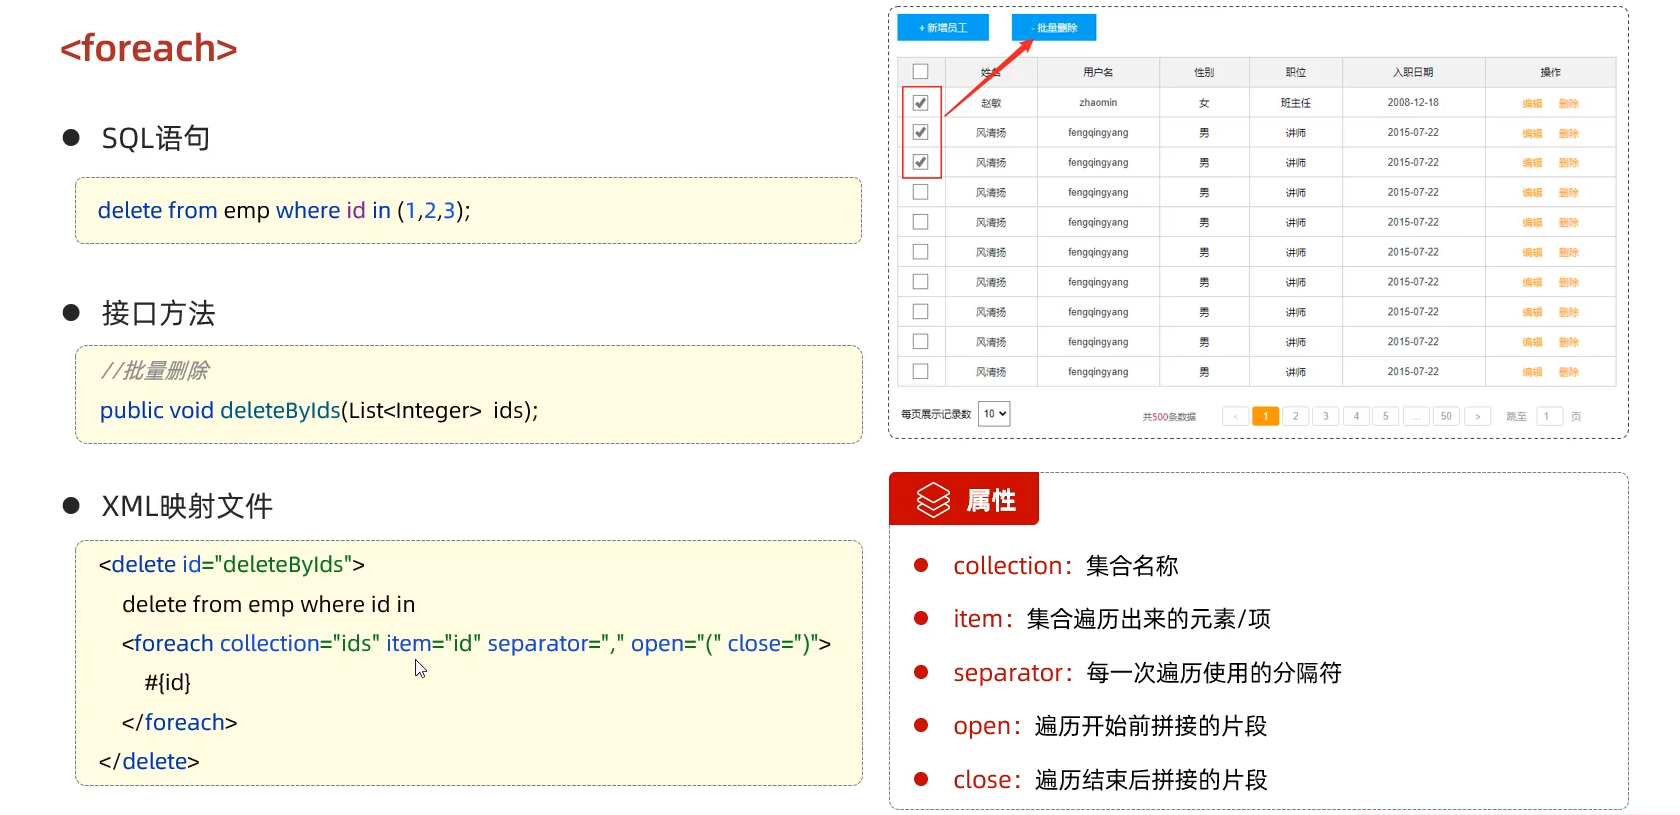 <foreach>
SQL语句
delete from emp where id in (1,2,3);
接口方法
//批量删除
public void deleteByIds(List<Integer> ids);
XML映射文件
<delete id="deleteByIds">
delete from emp where id in
<foreach collection="ids" item="id" separator="," open="(" close=")">
#{id}
</foreach>
</delete>
+ 新增员工 - 批量删除
姓名 用户名 性别 职位 入职日期 操作
赵敏 zhaomin 女 班主任 2008-12-18 编辑 删除
风清扬 fengqingyang 男 讲师 2015-07-22 编辑 删除
风清扬 fengqingyang 男 讲师 2015-07-22 编辑 删除
风清扬 fengqingyang 男 讲师 2015-07-22 编辑 删除
风清扬 fengqingyang 男 讲师 2015-07-22 编辑 删除
风清扬 fengqingyang 男 讲师 2015-07-22 编辑 删除
风清扬 fengqingyang 男 讲师 2015-07-22 编辑 删除
风清扬 fengqingyang 男 讲师 2015-07-22 编辑 删除
风清扬 fengqingyang 男 讲师 2015-07-22 编辑 删除
风清扬 fengqingyang 男 讲师 2015-07-22 编辑 删除
每页展示记录数 10 共500条数据 < 1 2 3 4 5 ... 50 > 跳至 1 页
属性
collection：集合名称
item：集合遍历出来的元素/项
separator：每一次遍历使用的分隔符
open：遍历开始前拼接的片段
close：遍历结束后拼接的片段